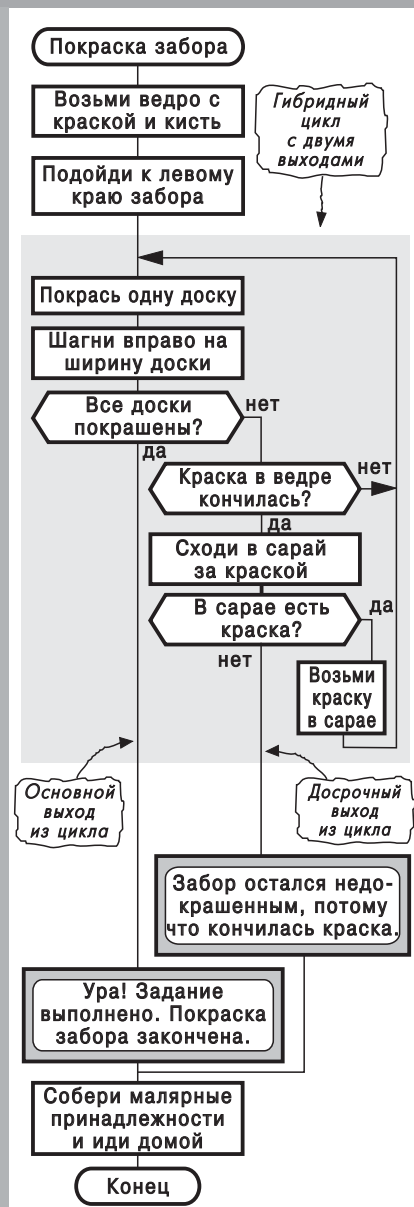 Покраска забора
Возьми ведро с
краской и кисть
Гибридный
цикл
с двумя
выходами
Подойди к левому
краю забора
Покрась одну доску
Шагни вправо на
ширину доски
Все доски
покрашены?
нет
да
Краска в ведре
кончилась?
нет
да
Сходи в сарай
за краской
В сарае есть
краска?
да
нет
Возьми
краску
в сарае
Основной
выход
из цикла
Досрочный
выход
из цикла
Забор остался недо-
крашенным, потому
что кончилась краска.
Ура! Задание
выполнено. Покраска
забора закончена.
Собери малярные
принадлежности
и иди домой
Конец